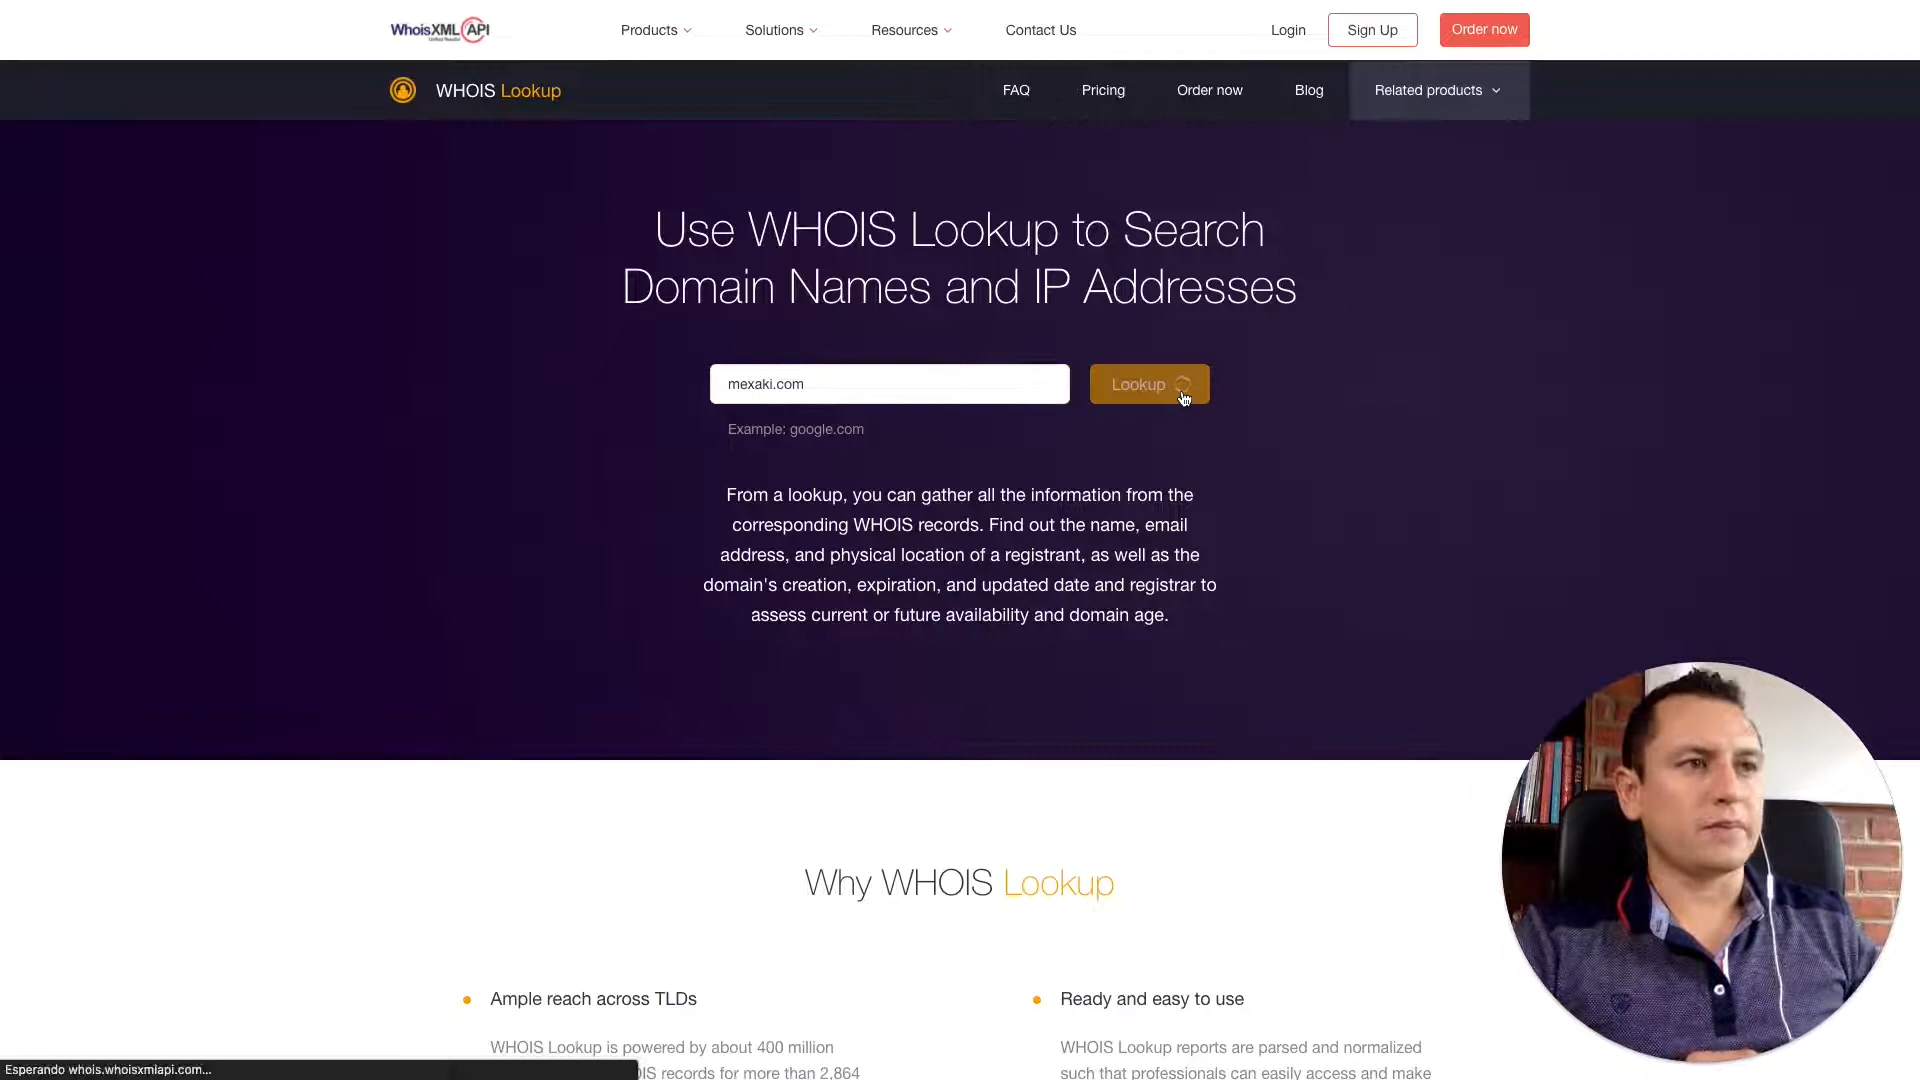 WhoisXML API
Products
Solutions
Resources
Contact Us
Login
Sign Up
Order now
WHOIS Lookup
FAQ
Pricing
Order now
Blog
Related products
Use WHOIS Lookup to Search
Domain Names and IP Addresses
mexaki.com
Lookup
Example: google.com
From a lookup, you can gather all the information from the
corresponding WHOIS records. Find out the name, email
address, and physical location of a registrant, as well as the
domain's creation, expiration, and updated date and registrar to
assess current or future availability and domain age.
Why WHOIS Lookup
Ample reach across TLDs
WHOIS Lookup is powered by about 400 million
OIS records for more than 2,864
Ready and easy to use
WHOIS Lookup reports are parsed and normalized
such that professionals can easily access and make
Esperando whois.whoisxmlapi.com...